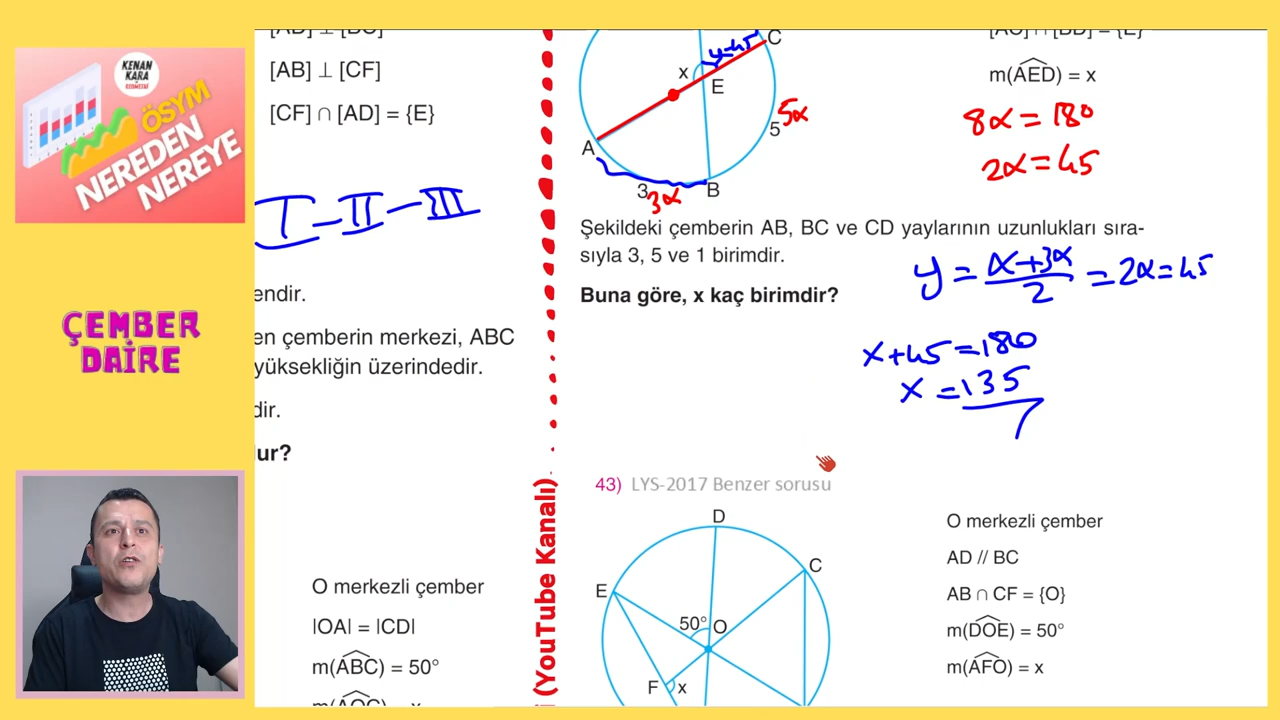 KENAN
KARA
ÖSYM
NEREDEN
NEREYE
ÇEMBER
DAİRE
[AB] ⊥ [CF]
[CF] ∩ [AD] = {E}
I - II - III
endir.
en çemberin merkezi, ABC
yüksekliğin üzerindedir.
dir.
ur?
O merkezli çember
|OA| = |CD|
m(ABC) = 50°
(YouTube Kanalı)
C
y=45
x
E
A
5
5α
3
3α
B
[AC] ∩ [BD] = {E}
m(AED) = x
8α = 180
2α = 45
Şekildeki çemberin AB, BC ve CD yaylarının uzunlukları sıra-
sıyla 3, 5 ve 1 birimdir.
Buna göre, x kaç birimdir?
y = α+3α/2 = 2α = 45
x+45=180
x = 135
43) LYS-2017 Benzer sorusu
D
E
C
50°
O
F
x
O merkezli çember
AD // BC
AB ∩ CF = {O}
m(DOE) = 50°
m(AFO) = x